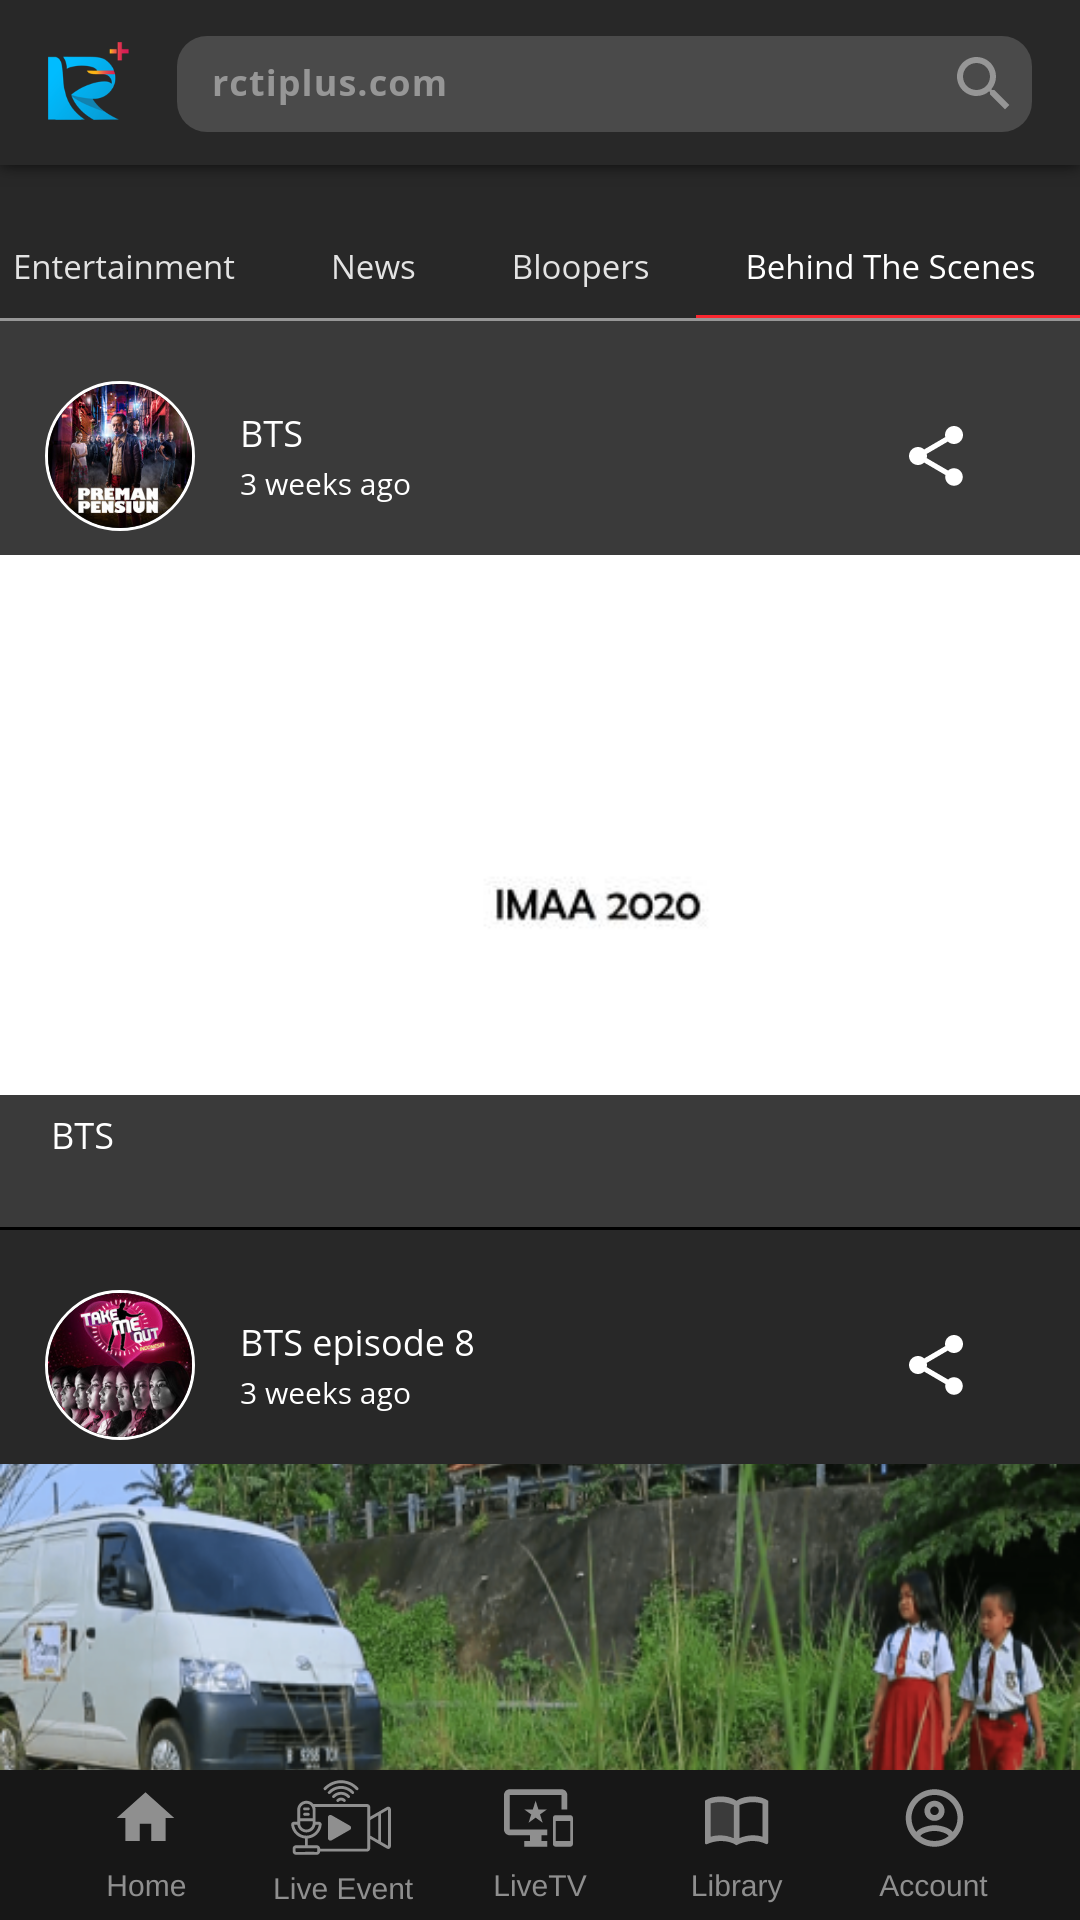 rctiplus.com
Entertainment News Bloopers Behind The Scenes
PREMAN
PENSIUN
BTS
3 weeks ago
IMAA 2020
BTS
TAKE
ME
OUT
BTS episode 8
3 weeks ago
Home Live Event LiveTV Library Account